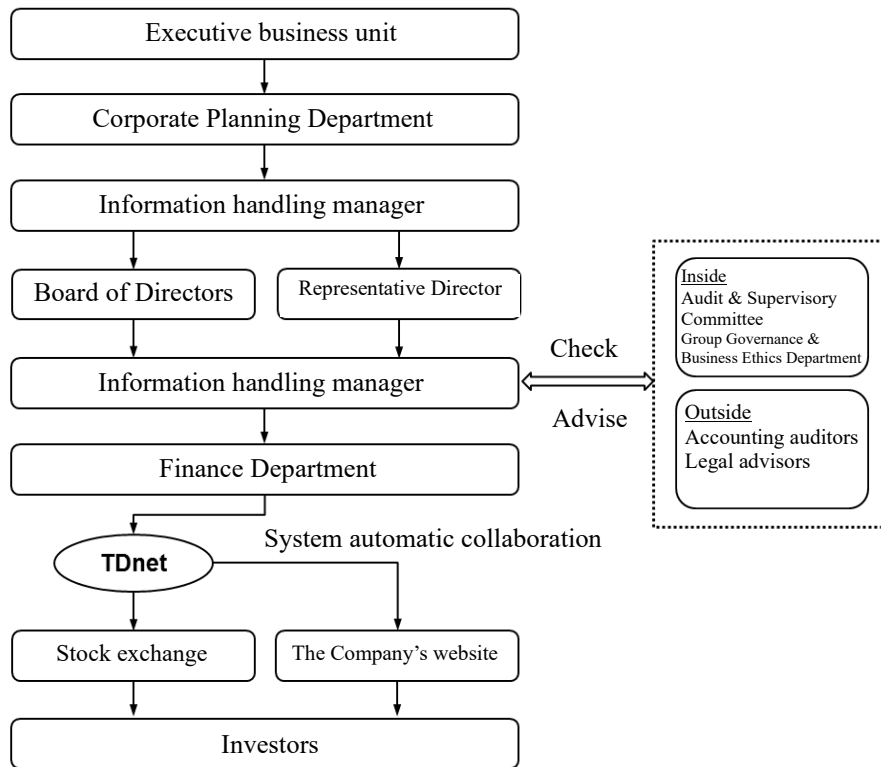 Executive business unit
Corporate Planning Department
Information handling manager
Board of Directors
Representative Director
Information handling manager
Check
Advise
Inside
Audit & Supervisory
Committee
Group Governance &
Business Ethics Department
Outside
Accounting auditors
Legal advisors
Finance Department
TDnet
System automatic collaboration
Stock exchange
The Company’s website
Investors